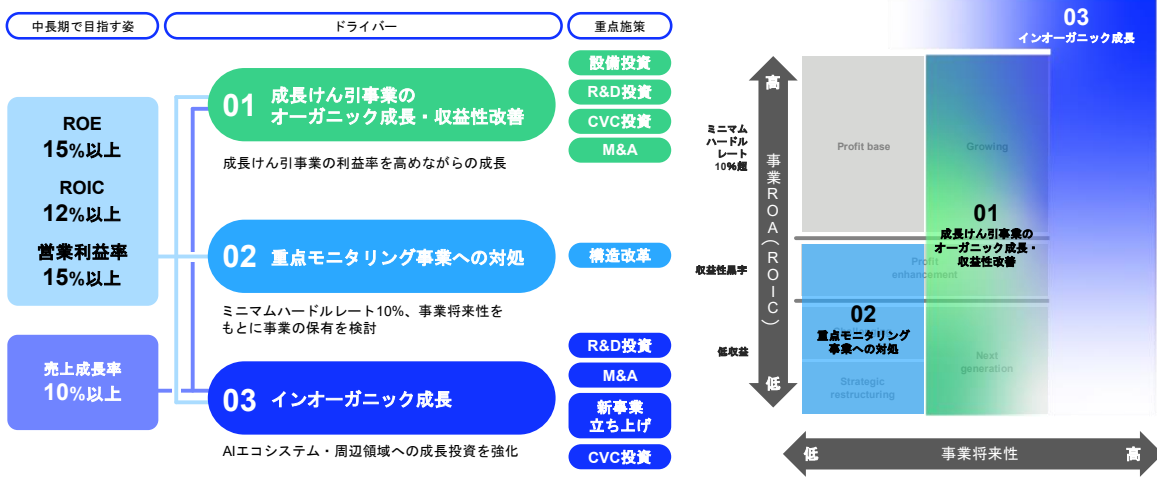 中長期で目指す姿
ドライバー
重点施策
ROE
15%以上
ROIC
12%以上
営業利益率
15%以上
売上成長率
10%以上
01
成長けん引事業の
オーガニック成長・収益性改善
成長けん引事業の利益率を高めながらの成長
設備投資
R&D投資
CVC投資
M&A
02
重点モニタリング事業への対処
ミニマムハードルレート10%、事業将来性を
もとに事業の保有を検討
構造改革
03
インオーガニック成長
AIエコシステム・周辺領域への成長投資を強化
R&D投資
M&A
新事業
立ち上げ
CVC投資
03
インオーガニック成長
高
事業ROA(ROIC)
低
ミニマム
ハードル
レート
10%超
収益性黒字
低収益
Profit base
Growing
01
成長けん引事業の
オーガニック成長・
収益性改善
Profit
enhancement
02
重点モニタリング
事業への対処
Next
generation
Strategic
restructuring
低
事業将来性
高